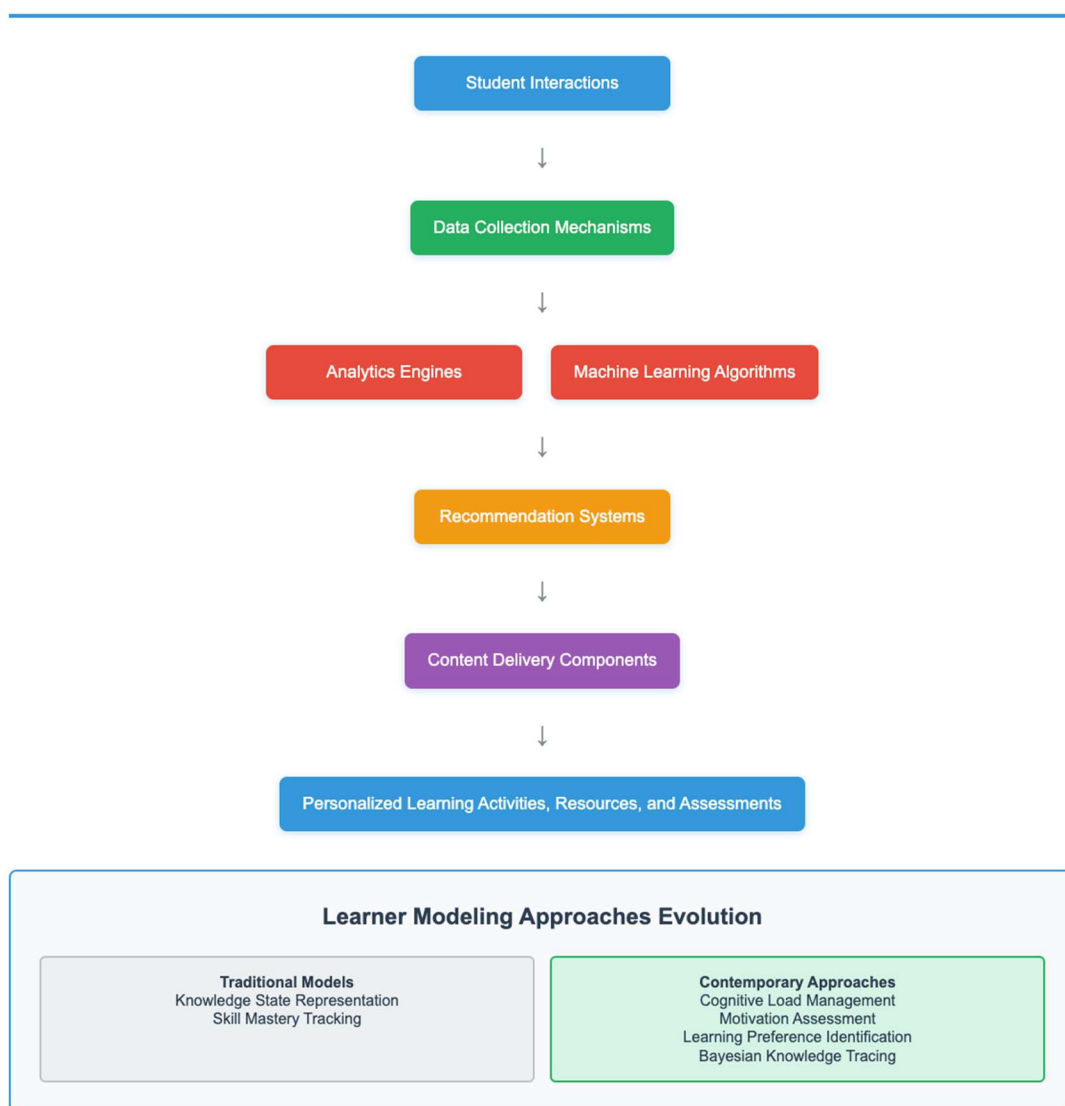 Student Interactions
↓
Data Collection Mechanisms
↓
Analytics Engines
Machine Learning Algorithms
↓
Recommendation Systems
↓
Content Delivery Components
↓
Personalized Learning Activities, Resources, and Assessments
Learner Modeling Approaches Evolution
Traditional Models
Knowledge State Representation
Skill Mastery Tracking
Contemporary Approaches
Cognitive Load Management
Motivation Assessment
Learning Preference Identification
Bayesian Knowledge Tracing